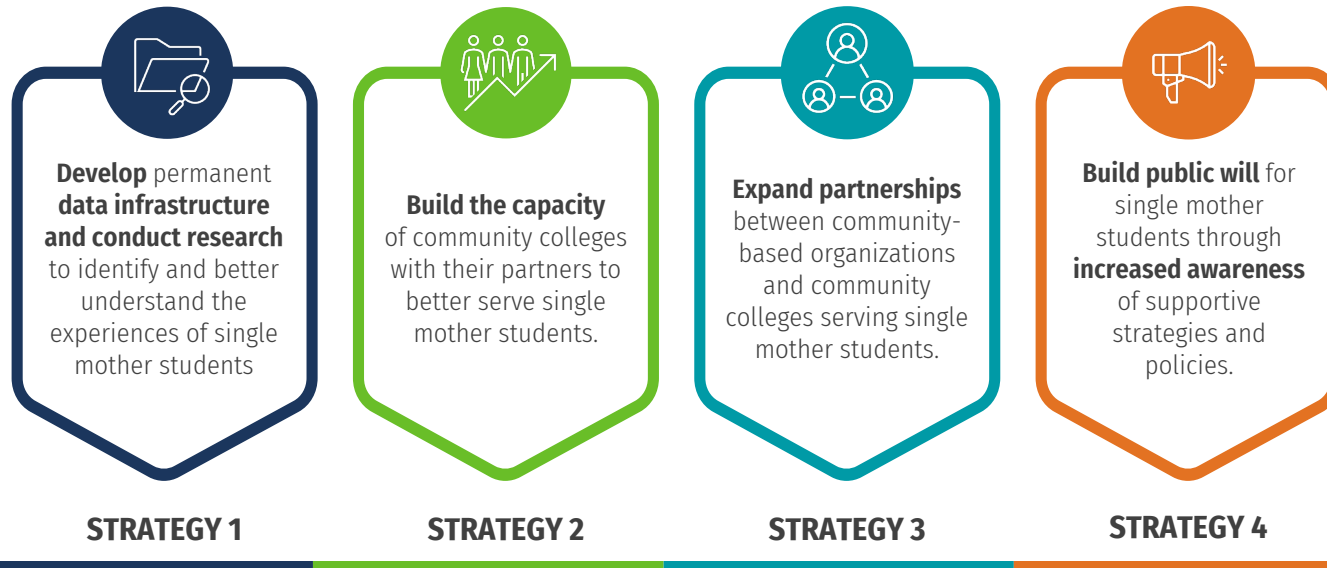 Develop permanent
data infrastructure
and conduct research
to identify and better
understand the
experiences of single
mother students
STRATEGY 1
Build the capacity
of community colleges
with their partners to
better serve single
mother students.
STRATEGY 2
Expand partnerships
between community-
based organizations
and community
colleges serving single
mother students.
STRATEGY 3
Build public will for
single mother
students through
increased awareness
of supportive
strategies and
policies.
STRATEGY 4